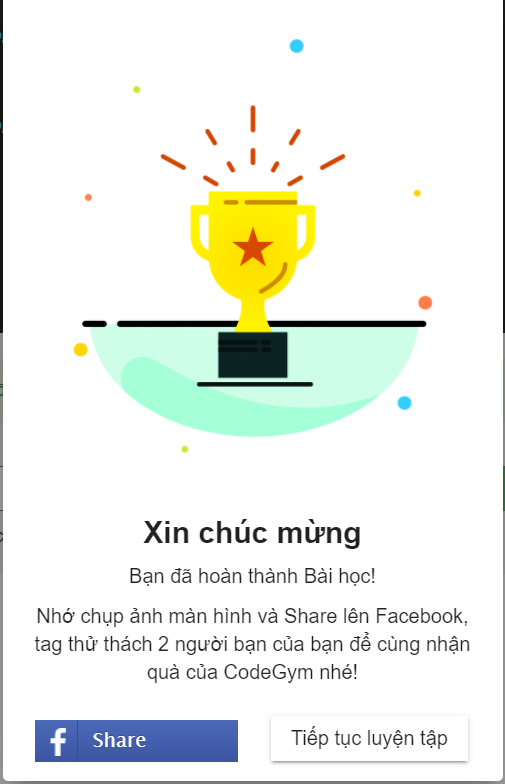 Xin chúc mừng
Bạn đã hoàn thành Bài học!
Nhớ chụp ảnh màn hình và Share lên Facebook,
tag thử thách 2 người bạn của bạn để cùng nhận
quà của CodeGym nhé!
Share
Tiếp tục luyện tập